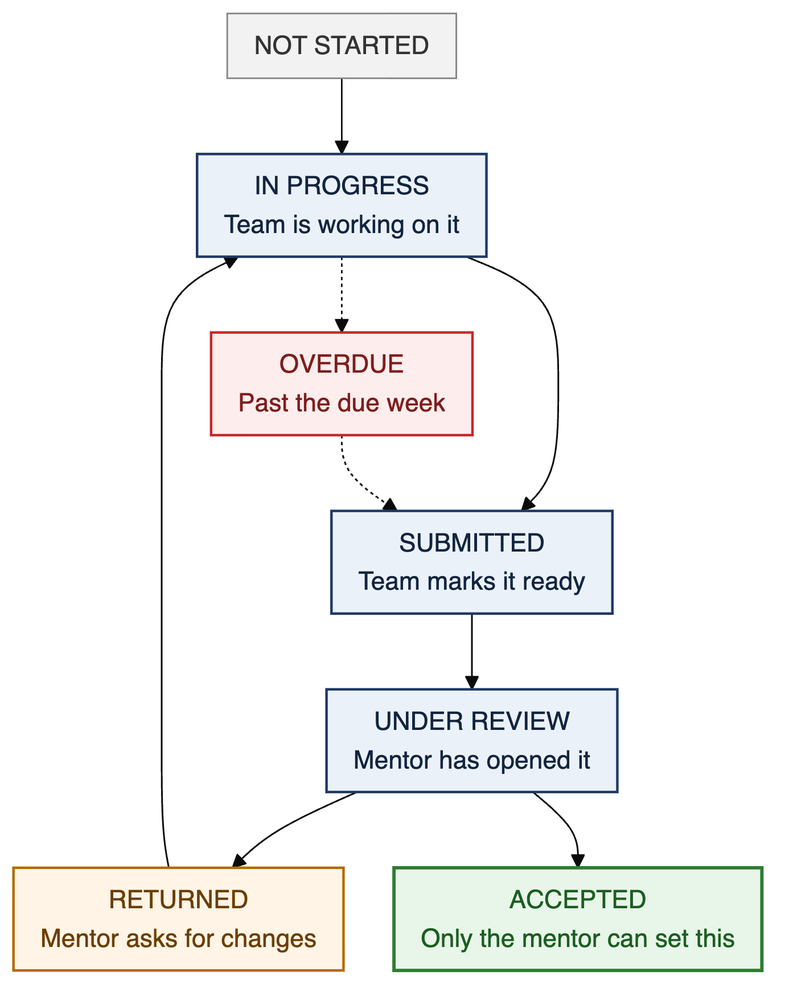 NOT STARTED
IN PROGRESS
Team is working on it
OVERDUE
Past the due week
SUBMITTED
Team marks it ready
UNDER REVIEW
Mentor has opened it
RETURNED
Mentor asks for changes
ACCEPTED
Only the mentor can set this